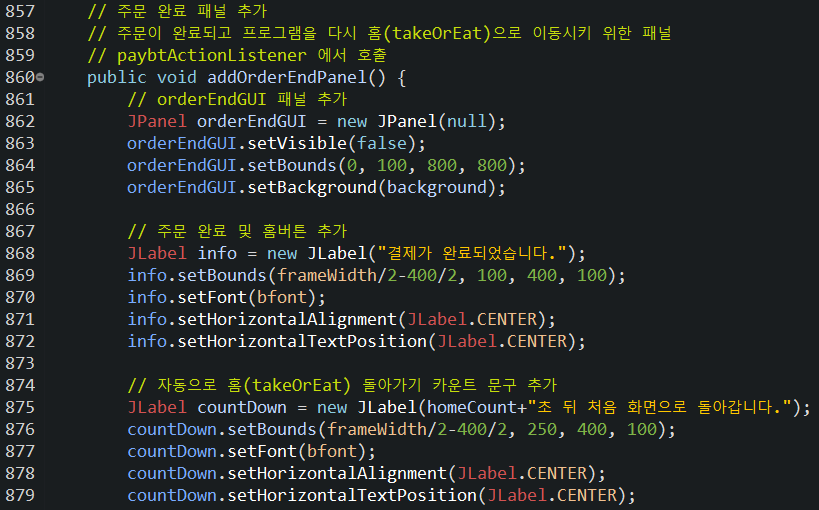 857 // 주문 완료 패널 추가
858 // 주문이 완료되고 프로그램을 다시 홈(takeOrEat)으로 이동시키 위한 패널
859 // paybtActionListener 에서 호출
860 public void addOrderEndPanel() {
861 // orderEndGUI 패널 추가
862 JPanel orderEndGUI = new JPanel(null);
863 orderEndGUI.setVisible(false);
864 orderEndGUI.setBounds(0, 100, 800, 800);
865 orderEndGUI.setBackground(background);
866
867 // 주문 완료 및 홈버튼 추가
868 JLabel info = new JLabel("결제가 완료되었습니다.");
869 info.setBounds(frameWidth/2-400/2, 100, 400, 100);
870 info.setFont(bfont);
871 info.setHorizontalAlignment(JLabel.CENTER);
872 info.setHorizontalTextPosition(JLabel.CENTER);
873
874 // 자동으로 홈(takeOrEat) 돌아가기 카운트 문구 추가
875 JLabel countDown = new JLabel(homeCount+"초 뒤 처음 화면으로 돌아갑니다.");
876 countDown.setBounds(frameWidth/2-400/2, 250, 400, 100);
877 countDown.setFont(bfont);
878 countDown.setHorizontalAlignment(JLabel.CENTER);
879 countDown.setHorizontalTextPosition(JLabel.CENTER);